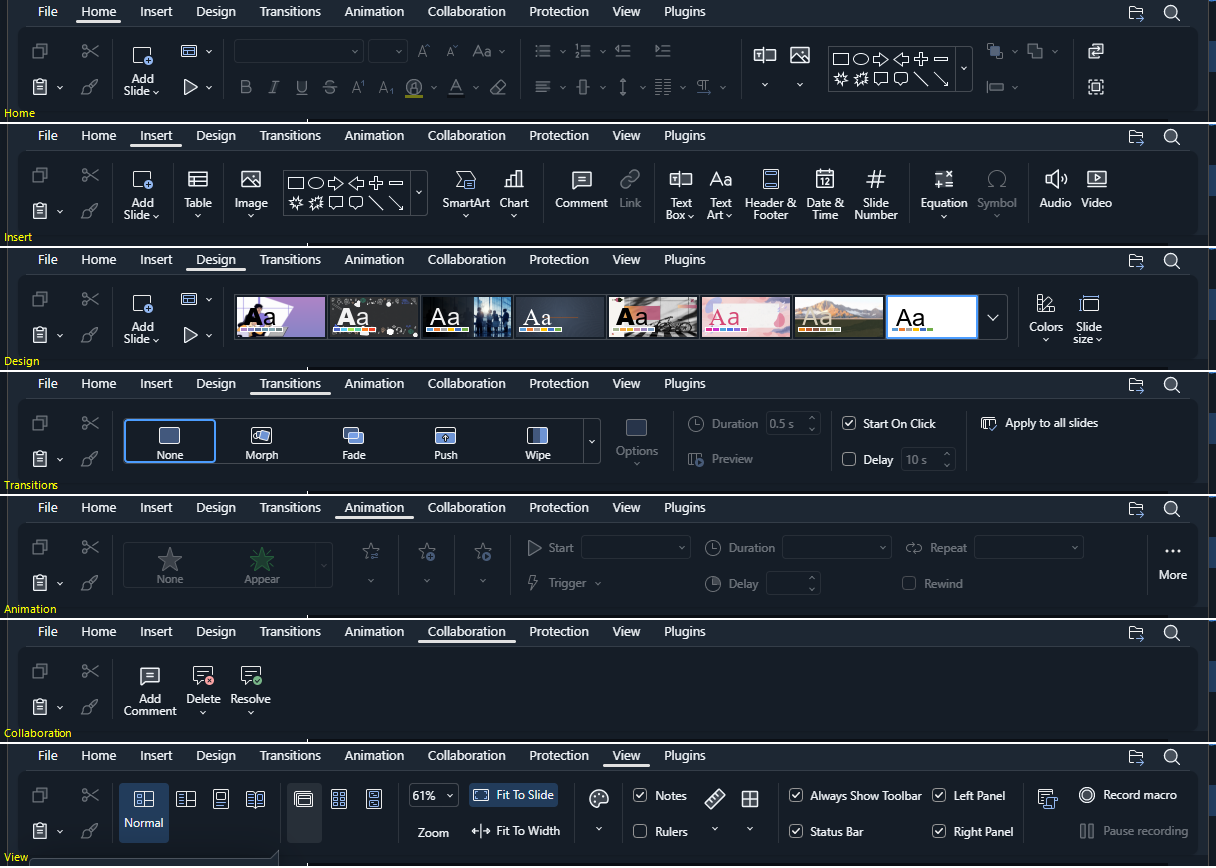 File Home Insert Design Transitions Animation Collaboration Protection View Plugins
Aa
Add
Slide
B I U S A A A A
Home
File Home Insert Design Transitions Animation Collaboration Protection View Plugins
Aa 12 #
Add Slide Table Image SmartArt Chart Comment Link Text Box Text Art Header & Footer Date & Time Slide Number Equation Symbol Audio Video
Insert
File Home Insert Design Transitions Animation Collaboration Protection View Plugins
Aa Aa Aa Aa Aa Aa Aa Aa
Add Slide Colors Slide size
Design
File Home Insert Design Transitions Animation Collaboration Protection View Plugins
Duration 0.5 s Start On Click Apply to all slides
None Morph Fade Push Wipe Options
Preview Delay 10 s
Transitions
File Home Insert Design Transitions Animation Collaboration Protection View Plugins
Start Duration Repeat
None Appear Trigger Delay Rewind More
Animation
File Home Insert Design Transitions Animation Collaboration Protection View Plugins
Add Comment Delete Resolve
Collaboration
File Home Insert Design Transitions Animation Collaboration Protection View Plugins
61% Fit To Slide Notes Always Show Toolbar Left Panel Record macro
Normal Zoom Fit To Width Rulers Status Bar Right Panel Pause recording
View